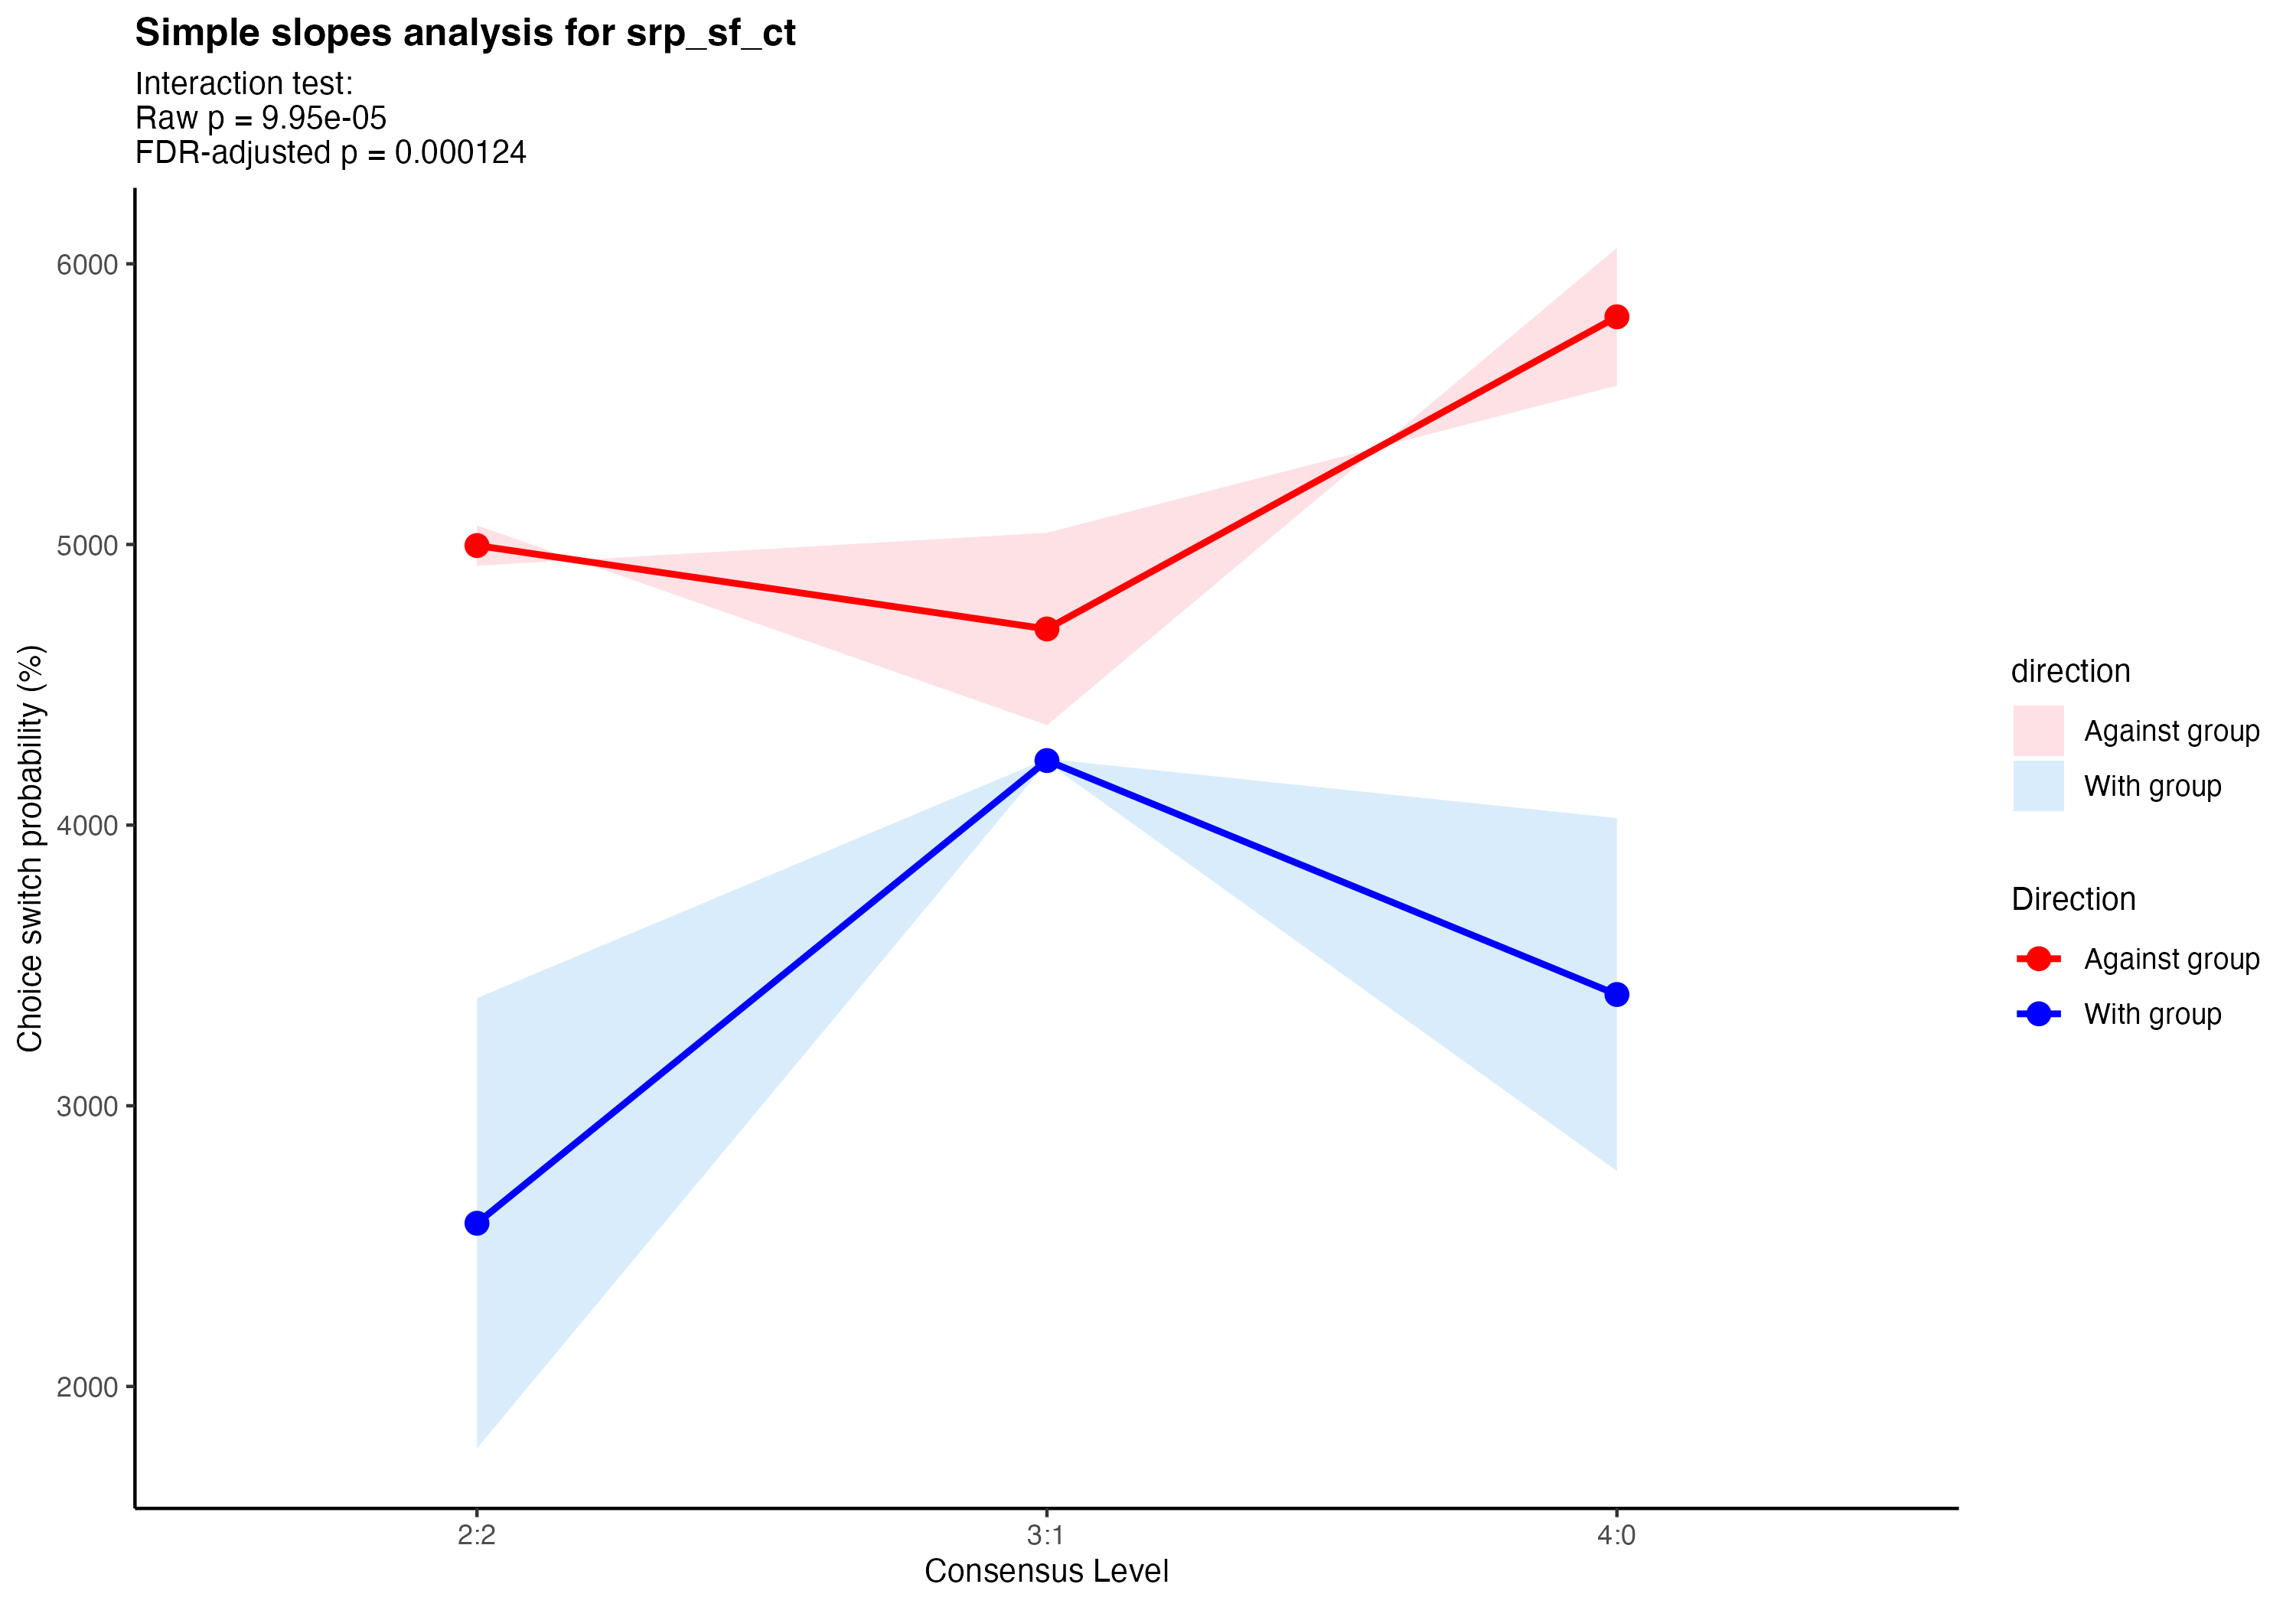 Simple slopes analysis for srp_sf_ct
Interaction test:
Raw p = 9.95e-05
FDR-adjusted p = 0.000124
Choice switch probability (%)
6000
5000
4000
3000
2000
2:2
3:1
4:0
Consensus Level
direction
Against group
With group
Direction
Against group
With group